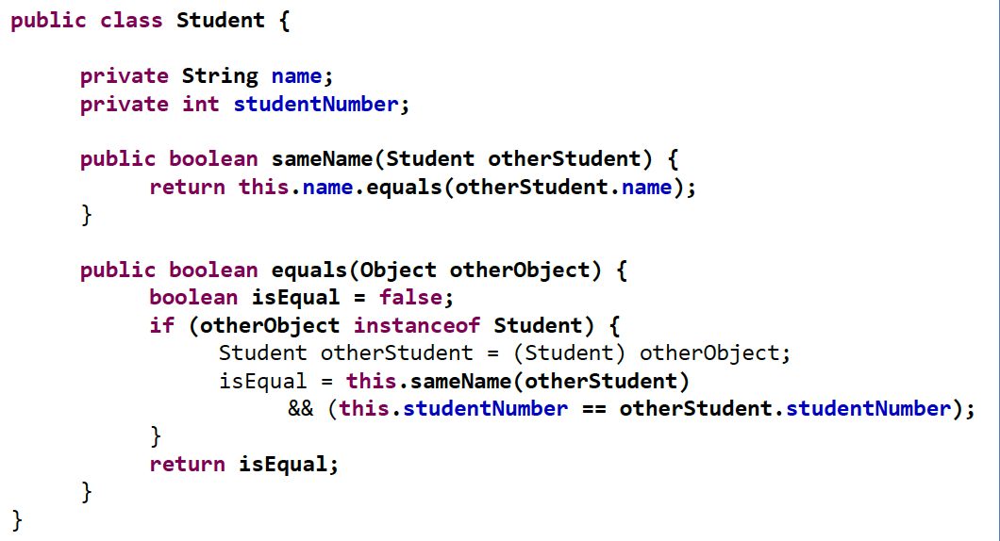 public class Student {
private String name;
private int studentNumber;
public boolean sameName(Student otherStudent) {
return this.name.equals(otherStudent.name);
}
public boolean equals(Object otherObject) {
boolean isEqual = false;
if (otherObject instanceof Student) {
Student otherStudent = (Student) otherObject;
isEqual = this.sameName(otherStudent)
&& (this.studentNumber == otherStudent.studentNumber);
}
return isEqual;
}
}